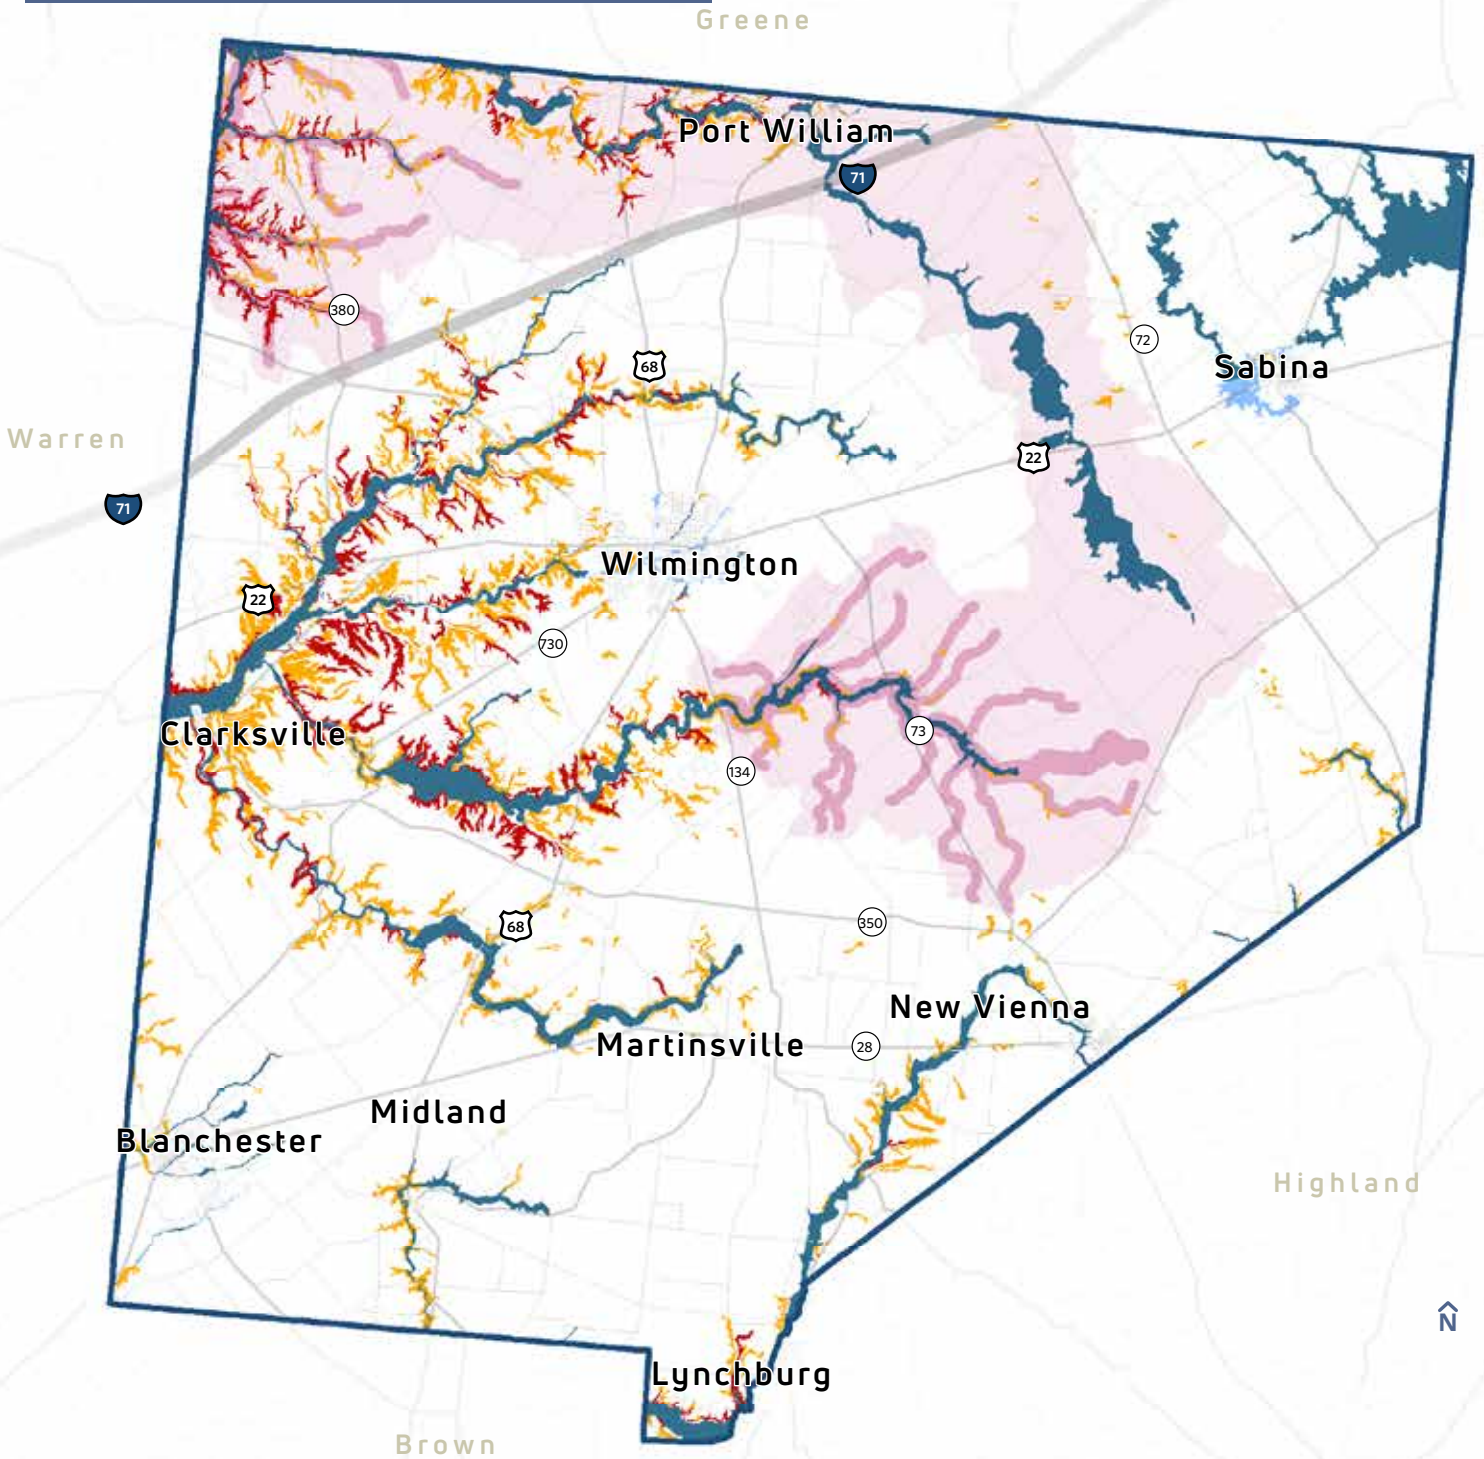 Greene
Port William
71
380
72
68
Sabina
Warren
22
71
Wilmington
22
730
Clarksville
73
134
350
68
New Vienna
Martinsville
28
Midland
Blanchester
Highland
N
Lynchburg
Brown